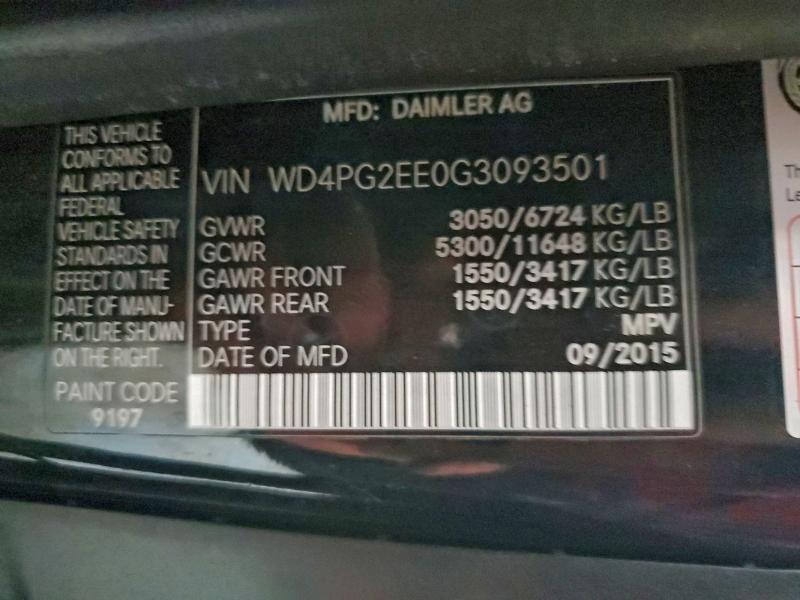 MFD: DAIMLER AG
THIS VEHICLE
CONFORMS TO
ALL APPLICABLE
FEDERAL
VEHICLE SAFETY
STANDARDS IN
EFFECT ON THE
DATE OF MANU-
FACTURE SHOWN
ON THE RIGHT.
PAINT CODE
9197
VIN WD4PG2EE0G3093501
GVWR 3050/6724 KG/LB
GCWR 5300/11648 KG/LB
GAWR FRONT 1550/3417 KG/LB
GAWR REAR 1550/3417 KG/LB
TYPE MPV
DATE OF MFD 09/2015